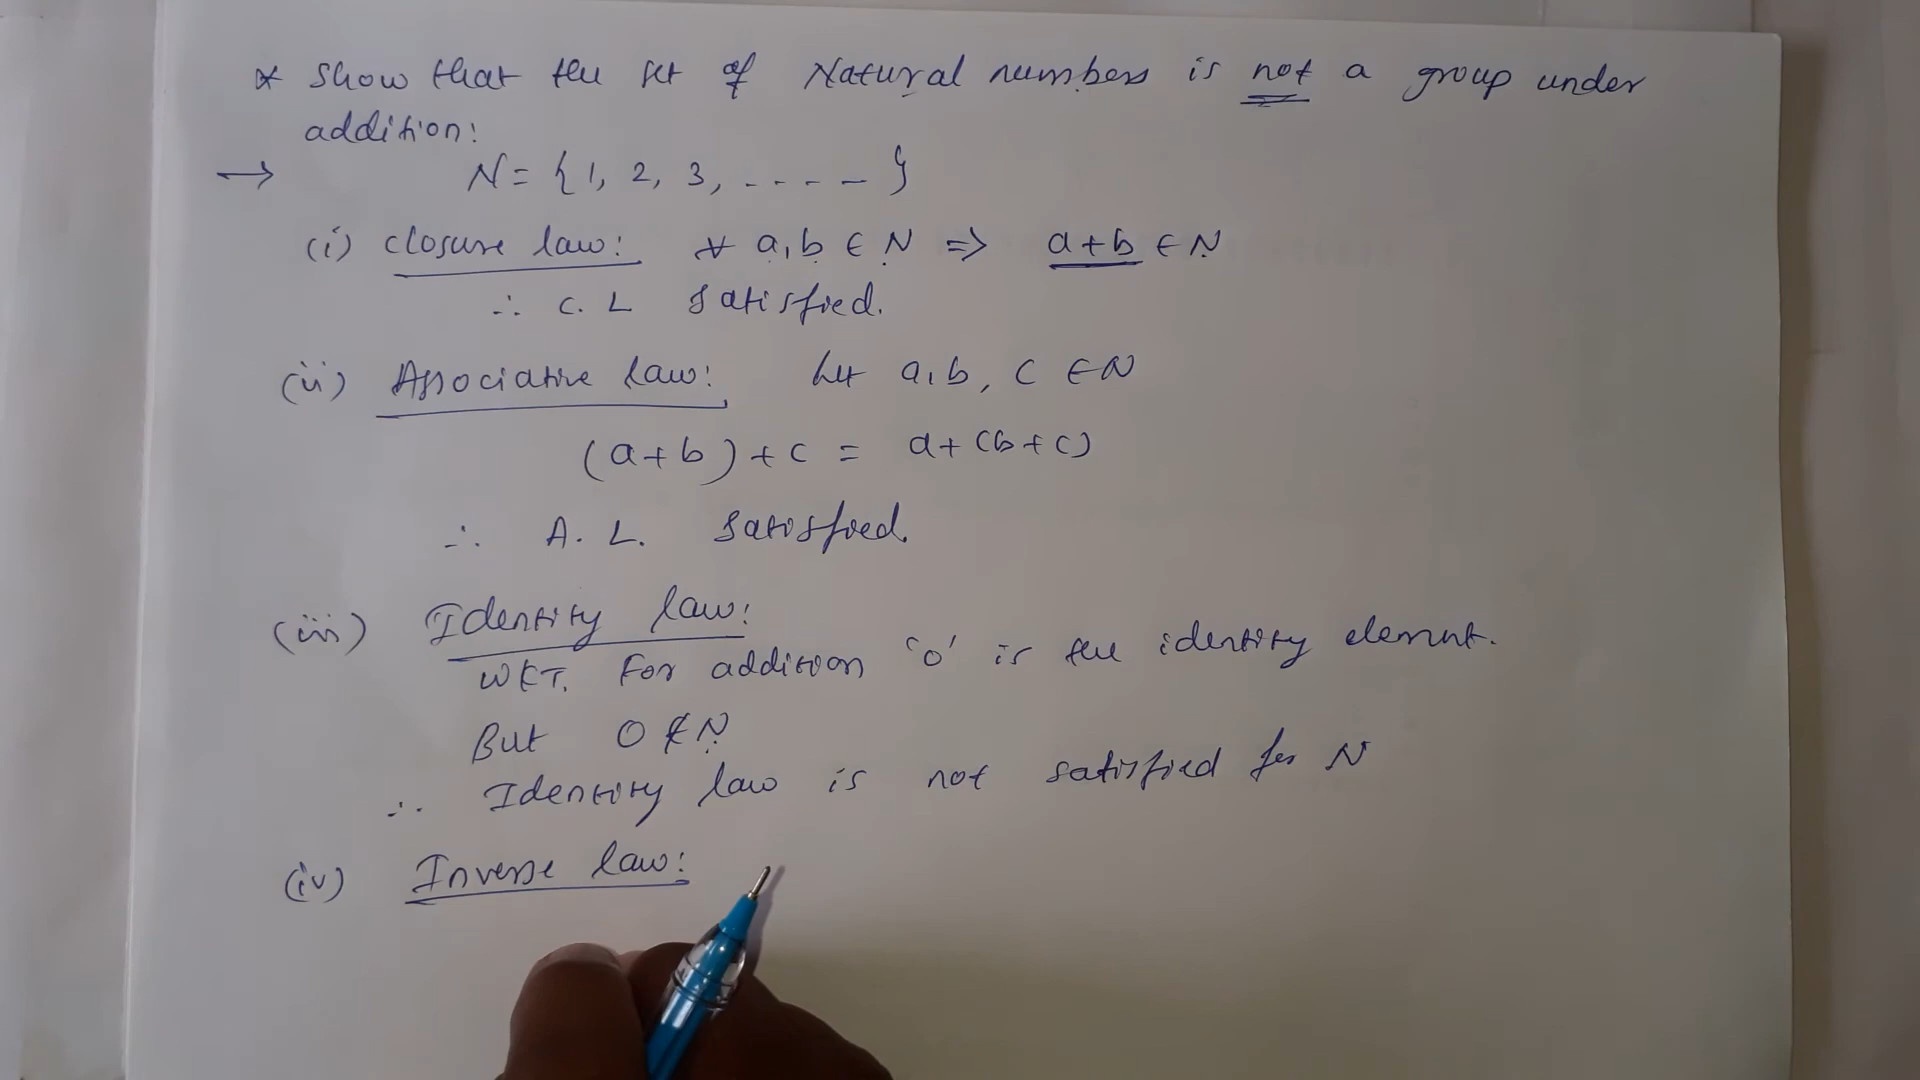 * Show that the set of Natural numbers is not a group under
addition:
→ N = {1, 2, 3, ----- }
(i) closure law: ∀ a, b ∈ N ⇒ a+b ∈ N
∴ C. L satisfied.
(ii) Associative law: Let a, b, c ∈ N
(a+b)+c = a+(b+c)
∴ A. L. satisfied.
(iii) Identity law:
WKT. For addition 'o' is the identity element.
But O ∉ N
∴ Identity law is not satisfied for N
(iv) Inverse law: